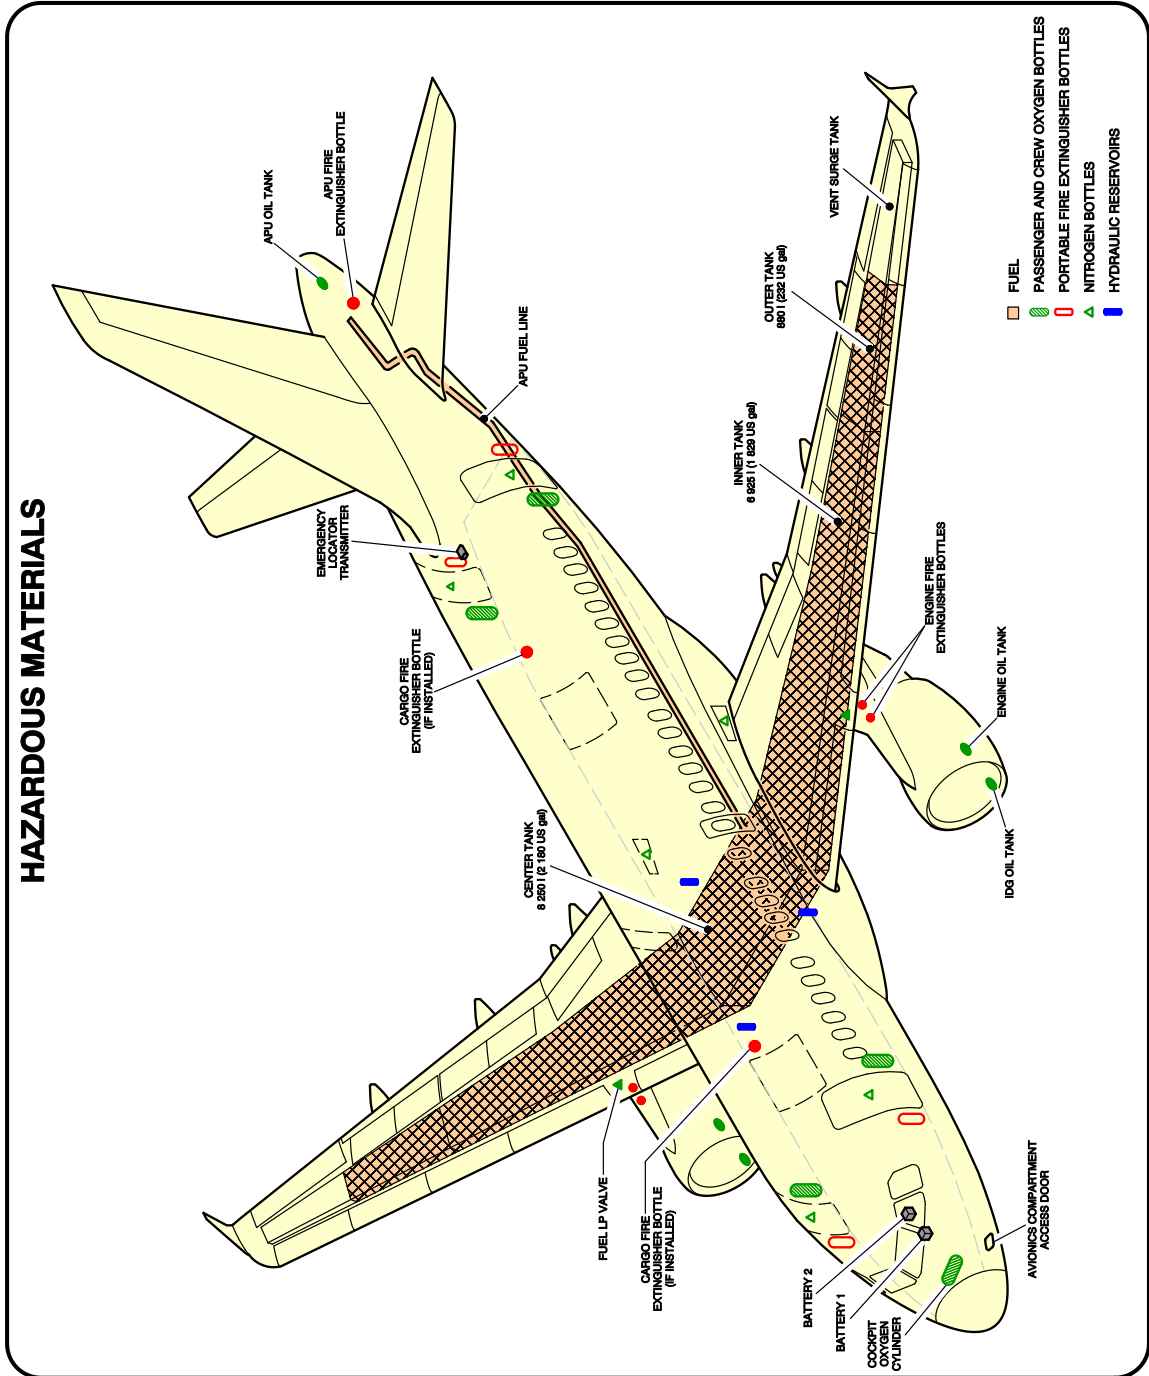 HAZARDOUS MATERIALS
APU OIL TANK
APU FIRE
EXTINGUISHER BOTTLE
APU FUEL LINE
EMERGENCY
LOCATOR
TRANSMITTER
CARGO FIRE
EXTINGUISHER BOTTLE
(IF INSTALLED)
CENTER TANK
8 250 l (2 180 US gal)
VENT SURGE TANK
OUTER TANK
880 l (232 US gal)
INNER TANK
6 925 l (1 829 US gal)
ENGINE FIRE
EXTINGUISHER BOTTLES
ENGINE OIL TANK
IDG OIL TANK
FUEL LP VALVE
CARGO FIRE
EXTINGUISHER BOTTLE
(IF INSTALLED)
BATTERY 2
BATTERY 1
COCKPIT
OXYGEN
CYLINDER
AVIONICS COMPARTMENT
ACCESS DOOR
FUEL
PASSENGER AND CREW OXYGEN BOTTLES
PORTABLE FIRE EXTINGUISHER BOTTLES
NITROGEN BOTTLES
HYDRAULIC RESERVOIRS